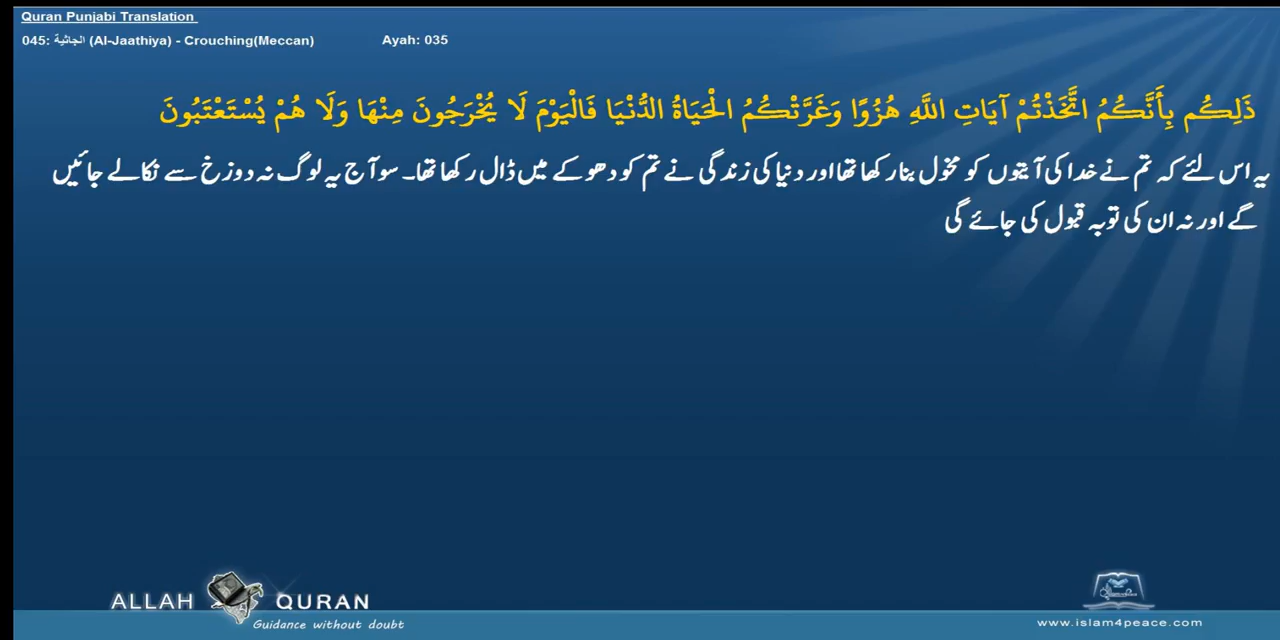 Quran Punjabi Translation
045: الجاثية (Al-Jaathiya) - Crouching(Meccan) Ayah: 035
ذَلِكُم بِأَنَّكُمُ اتَّخَذْتُمْ آيَاتِ اللَّهِ هُزُوًا وَغَرَّتْكُمُ الْحَيَاةُ الدُّنْيَا فَالْيَوْمَ لَا يُخْرَجُونَ مِنْهَا وَلَا هُمْ يُسْتَعْتَبُونَ
یہ اس لئے کہ تم نے خدا کی آیتوں کو مخول بنا رکھا تھا اور دنیا کی زندگی نے تم کو دھوکے میں ڈال رکھا تھا۔ سو آج یہ لوگ نہ دوزخ سے نکالے جائیں
گے اور نہ ان کی توبہ قبول کی جائے گی
ALLAH QURAN
Guidance without doubt
www.islam4peace.com